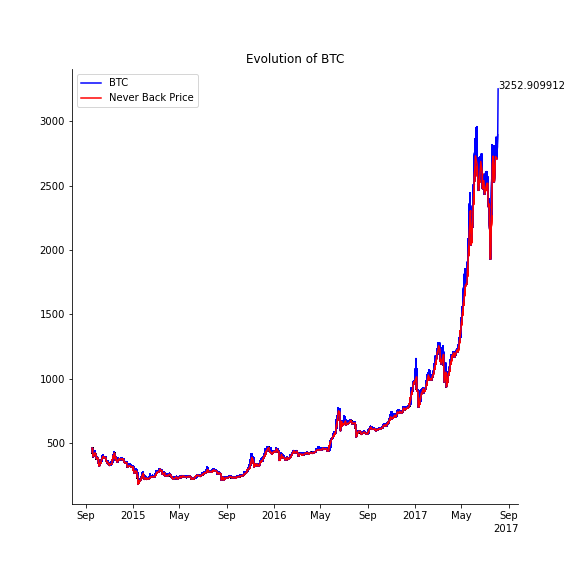 Evolution of BTC
BTC
Never Back Price
3252.909912
3000
2500
2000
1500
1000
500
Sep
2015
May
Sep
2016
May
Sep
2017
May
Sep
2017